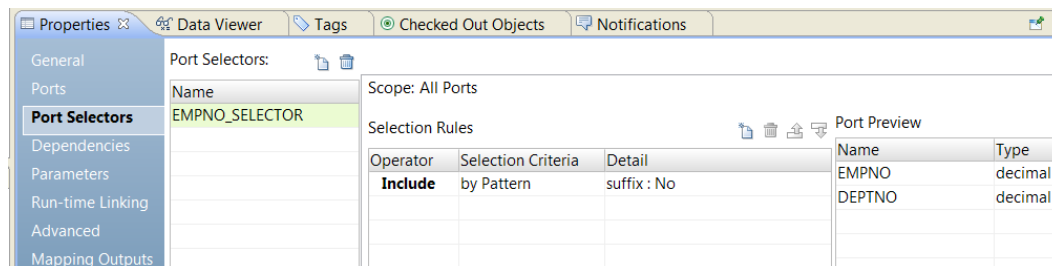 Properties Data Viewer Tags Checked Out Objects Notifications
General
Ports
Port Selectors
Dependencies
Parameters
Run-time Linking
Advanced
Mapping Outputs
Port Selectors:
Name
EMPNO_SELECTOR
Scope: All Ports
Selection Rules
Operator Selection Criteria Detail
Include by Pattern suffix : No
Port Preview
Name Type
EMPNO decimal
DEPTNO decimal